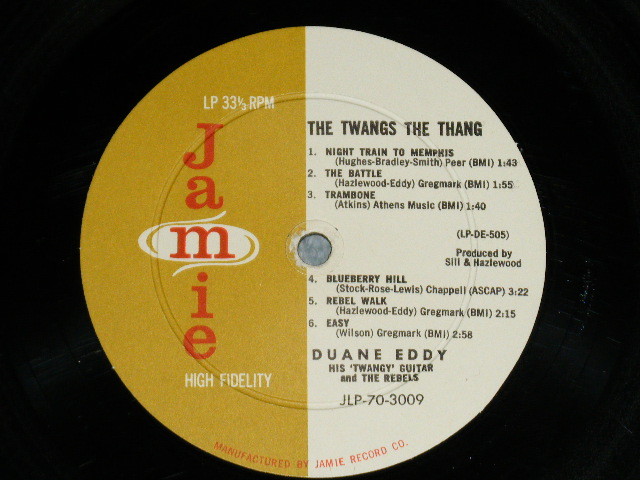 LP 33⅓ RPM
Jamie
HIGH FIDELITY
THE TWANGS THE THANG
1. NIGHT TRAIN TO MEMPHIS
(Hughes-Bradley-Smith) Peer (BMI) 1:43
2. THE BATTLE
(Hazlewood-Eddy) Gregmark (BMI) 1:55
3. TRAMBONE
(Atkins) Athens Music (BMI) 1:40
(LP-DE-505)
Produced by
Sill & Hazlewood
4. BLUEBERRY HILL
(Stock-Rose-Lewis) Chappell (ASCAP) 3:22
5. REBEL WALK
(Hazlewood-Eddy) Gregmark (BMI) 2:15
6. EASY
(Wilson) Gregmark (BMI) 2:58
DUANE EDDY
HIS 'TWANGY' GUITAR
and THE REBELS
JLP-70-3009
MANUFACTURED BY JAMIE RECORD CO.